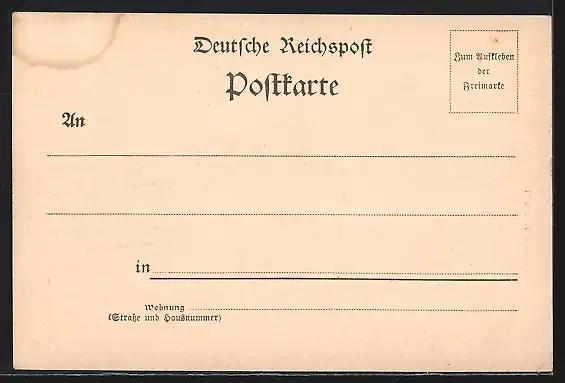 Deutsche Reichspost
Postkarte
Zum Aufkleben
der
Freimarke
An
in
Wohnung
(Straße und Hausnummer)